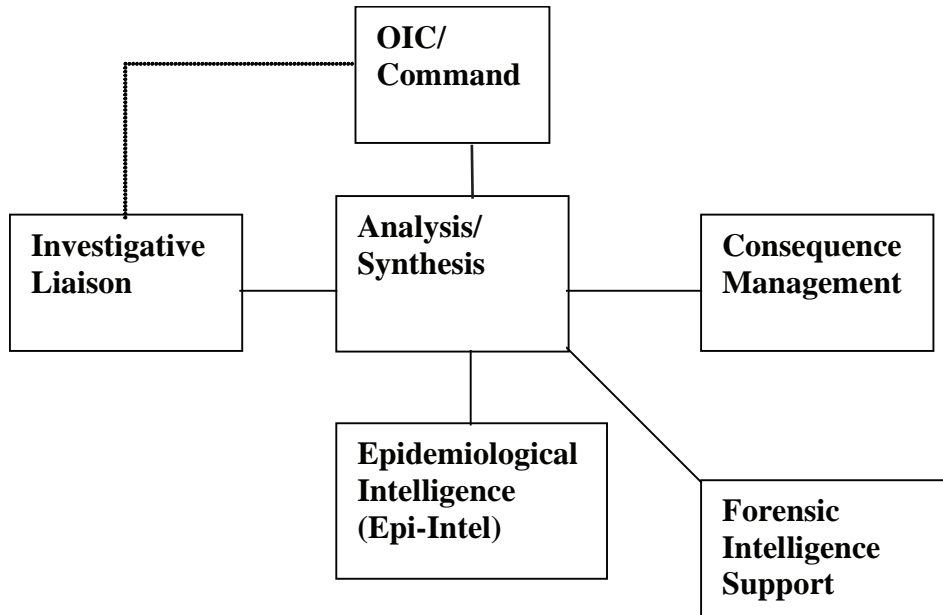 OIC/
Command
Investigative
Liaison
Analysis/
Synthesis
Consequence
Management
Epidemiological
Intelligence
(Epi-Intel)
Forensic
Intelligence
Support